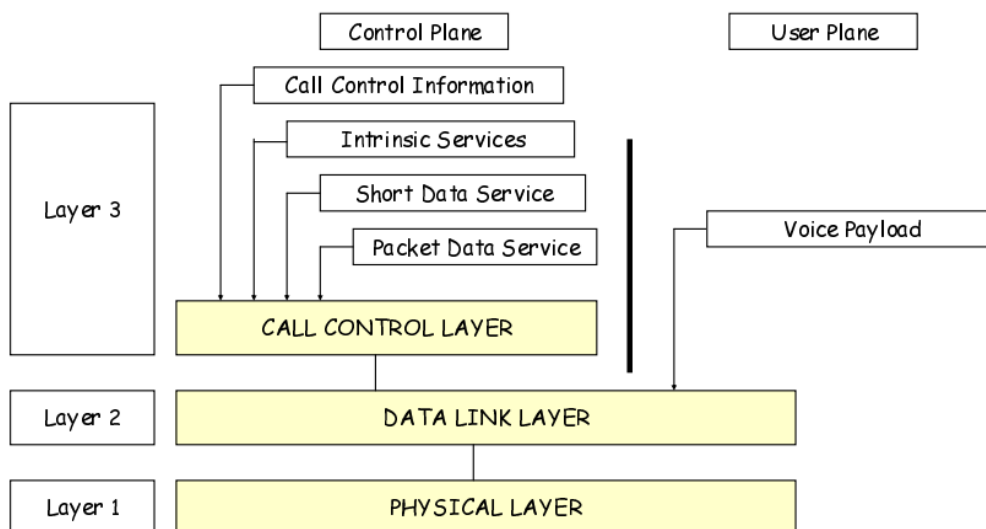 Control Plane
User Plane
Call Control Information
Intrinsic Services
Short Data Service
Layer 3
Voice Payload
Packet Data Service
CALL CONTROL LAYER
Layer 2
DATA LINK LAYER
Layer 1
PHYSICAL LAYER